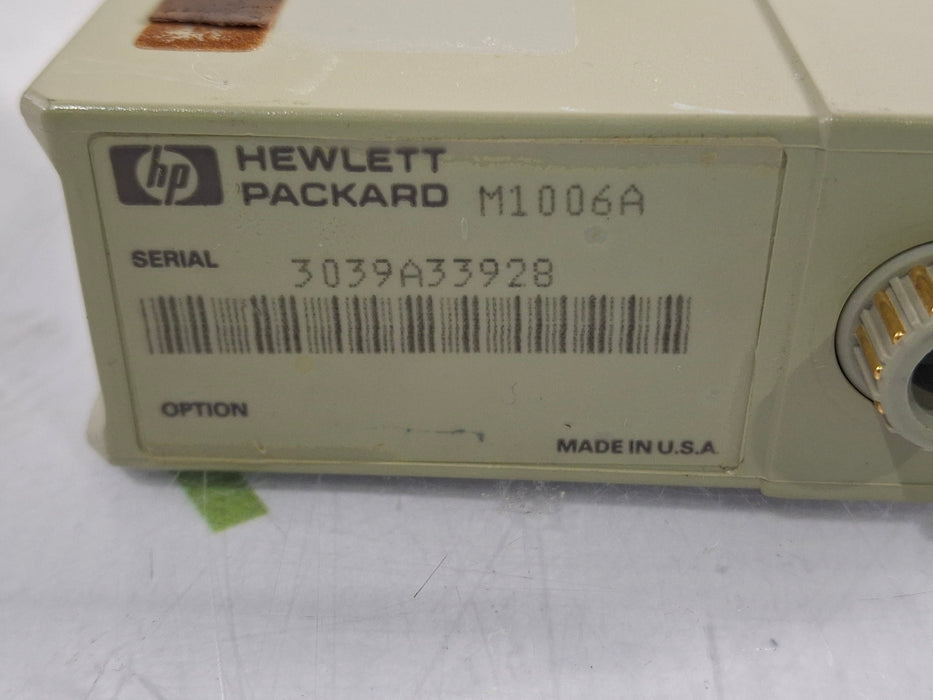 hp HEWLETT
PACKARD M1006A
SERIAL 3039A33928
OPTION
MADE IN U.S.A.